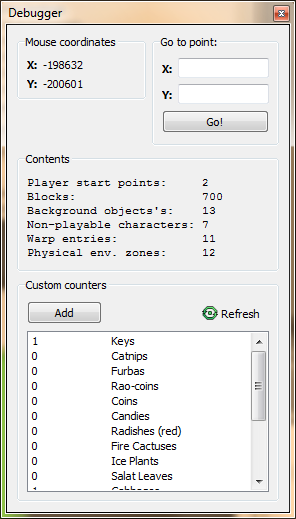 Debugger
Mouse coordinates
X: -198632
Y: -200601
Go to point:
X:
Y:
Go!
Contents
Player start points: 2
Blocks: 700
Background objects's: 13
Non-playable characters: 7
Warp entries: 11
Physical env. zones: 12
Custom counters
Add
Refresh
1 Keys
0 Catnips
0 Furbas
0 Rao-coins
0 Coins
0 Candies
0 Radishes (red)
0 Fire Cactuses
0 Ice Plants
0 Salat Leaves
1 Cabbages